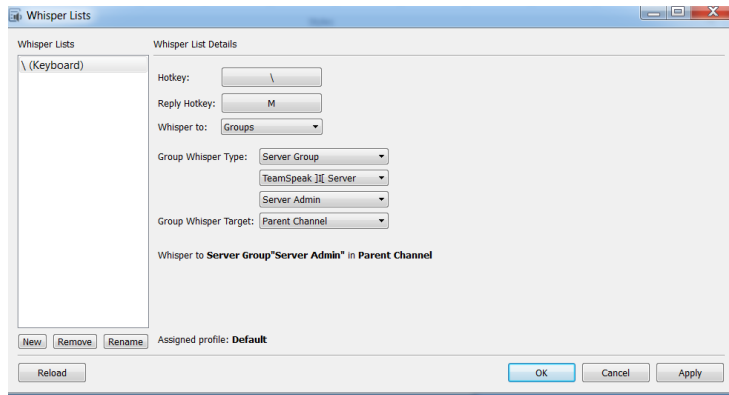 Whisper Lists
Whisper Lists
Whisper List Details
\ (Keyboard)
Hotkey: \
Reply Hotkey: M
Whisper to: Groups
Group Whisper Type: Server Group
TeamSpeak ]I[ Server
Server Admin
Group Whisper Target: Parent Channel
Whisper to Server Group"Server Admin" in Parent Channel
New Remove Rename Assigned profile: Default
Reload OK Cancel Apply